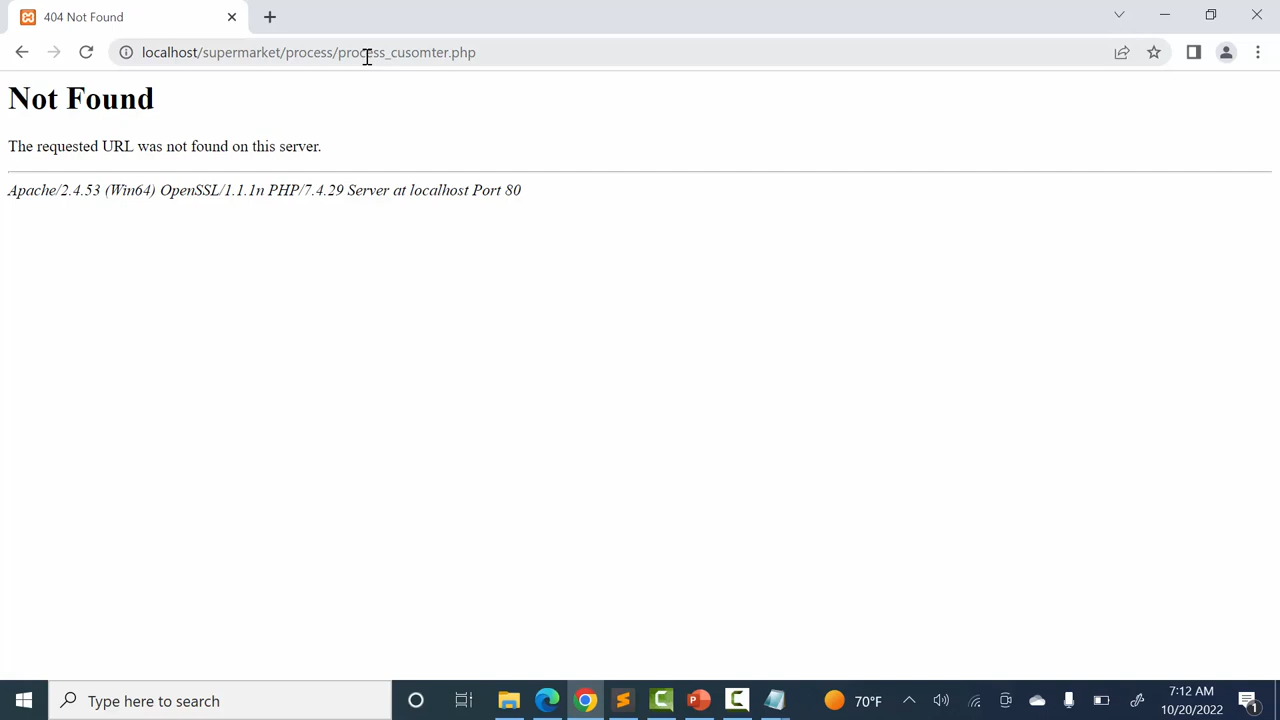 404 Not Found
localhost/supermarket/process/process_cusomter.php
Not Found
The requested URL was not found on this server.
Apache/2.4.53 (Win64) OpenSSL/1.1.1n PHP/7.4.29 Server at localhost Port 80
Type here to search
70°F
7:12 AM
10/20/2022
1